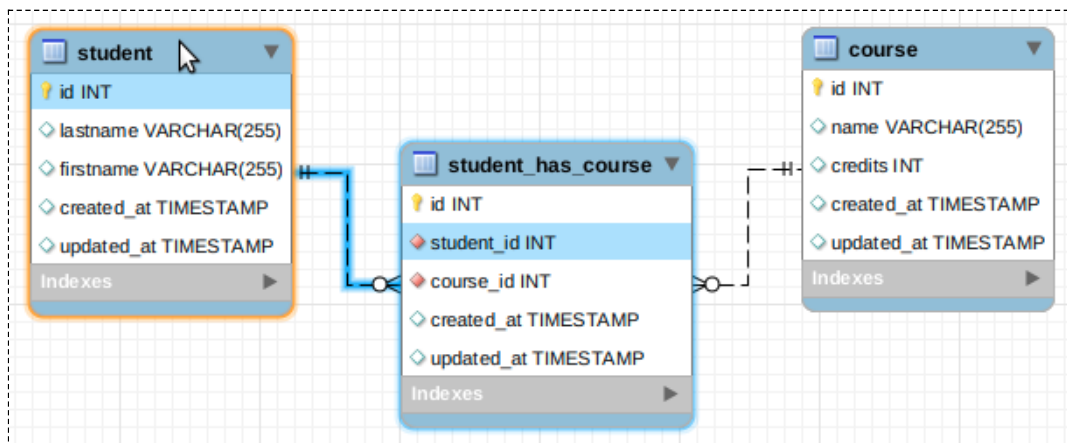 student
id INT
lastname VARCHAR(255)
firstname VARCHAR(255)
created_at TIMESTAMP
updated_at TIMESTAMP
Indexes
student_has_course
id INT
student_id INT
course_id INT
created_at TIMESTAMP
updated_at TIMESTAMP
Indexes
course
id INT
name VARCHAR(255)
credits INT
created_at TIMESTAMP
updated_at TIMESTAMP
Indexes